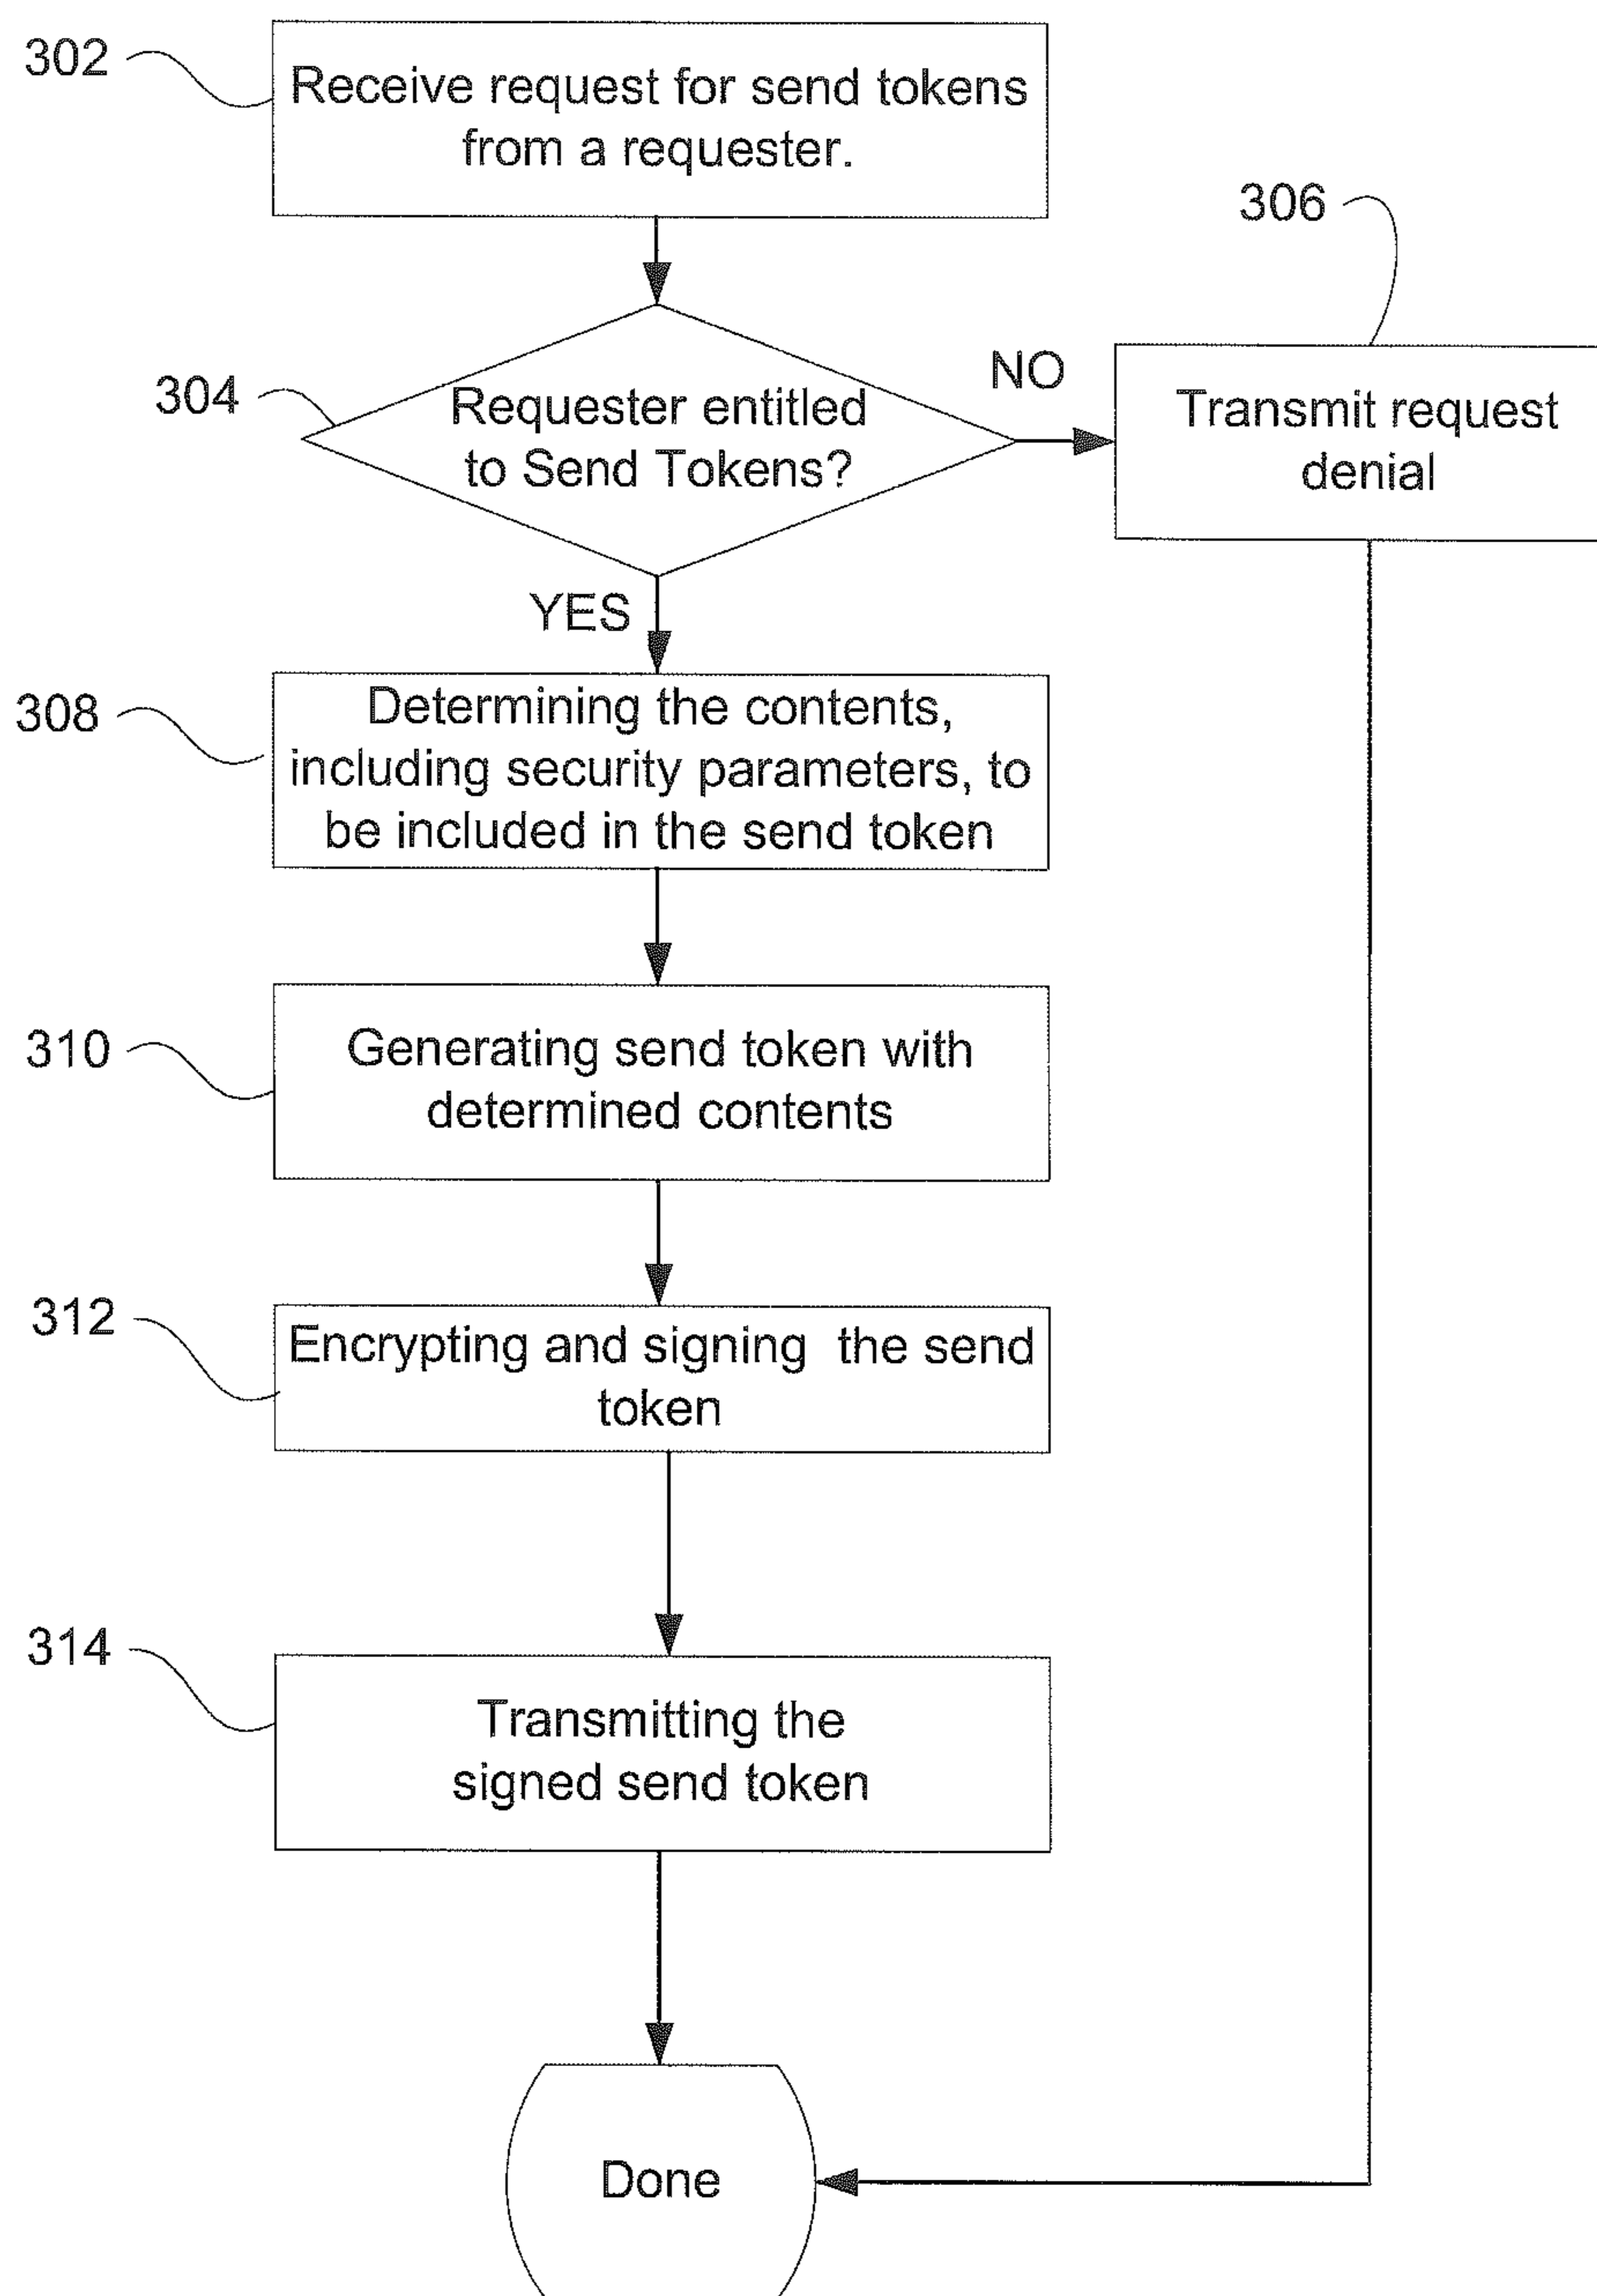 302
Receive request for send tokens
from a requester.
306
304
Requester entitled
to Send Tokens?
NO
Transmit request
denial
YES
308
Determining the contents,
including security parameters, to
be included in the send token
310
Generating send token with
determined contents
312
Encrypting and signing the send
token
314
Transmitting the
signed send token
Done